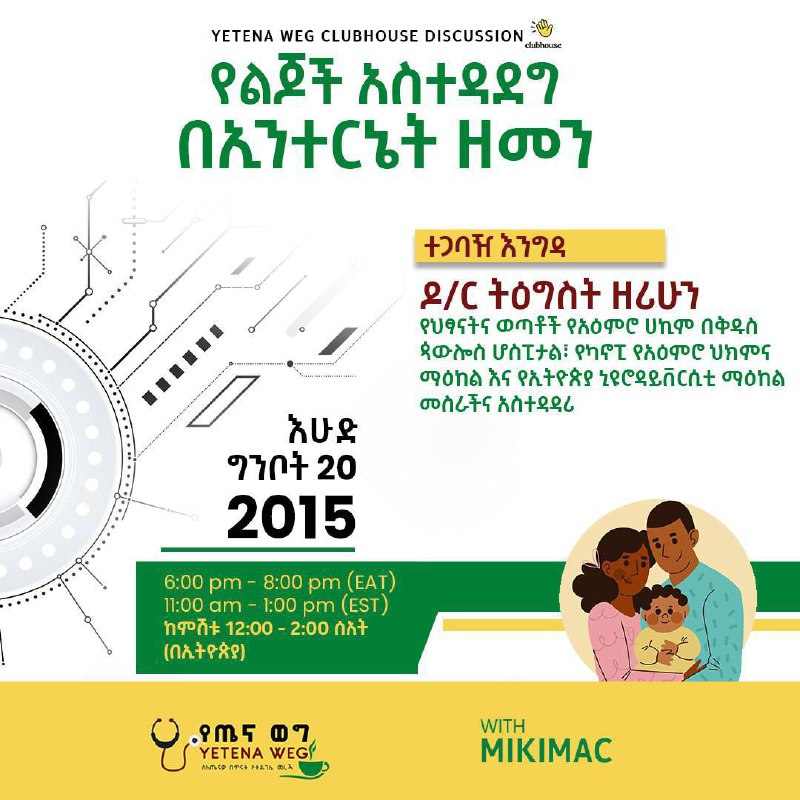 YETENA WEG CLUBHOUSE DISCUSSION
clubhouse
የልጆች አስተዳደግ
በኢንተርኔት ዘመን
ተጋባዥ እንግዳ
ዶ/ር ትዕግስት ዘሪሁን
የህፃናትና ወጣቶች የአዕምሮ ሀኪም በቅዱስ
ጳውሎስ ሆስፒታል፣ የካኖፒ የአዕምሮ ህክምና
ማዕከል እና የኢትዮጵያ ኒዩሮዳይቨርሲቲ ማዕከል
መስራችና አስተዳዳሪ
እሁድ
ግንቦት 20
2015
6:00 pm - 8:00 pm (EAT)
11:00 am - 1:00 pm (EST)
ከምሽቱ 12:00 - 2:00 ሰአት
(በኢትዮጵያ)
የጤና ወግ
YETENA WEG
WITH
MIKIMAC